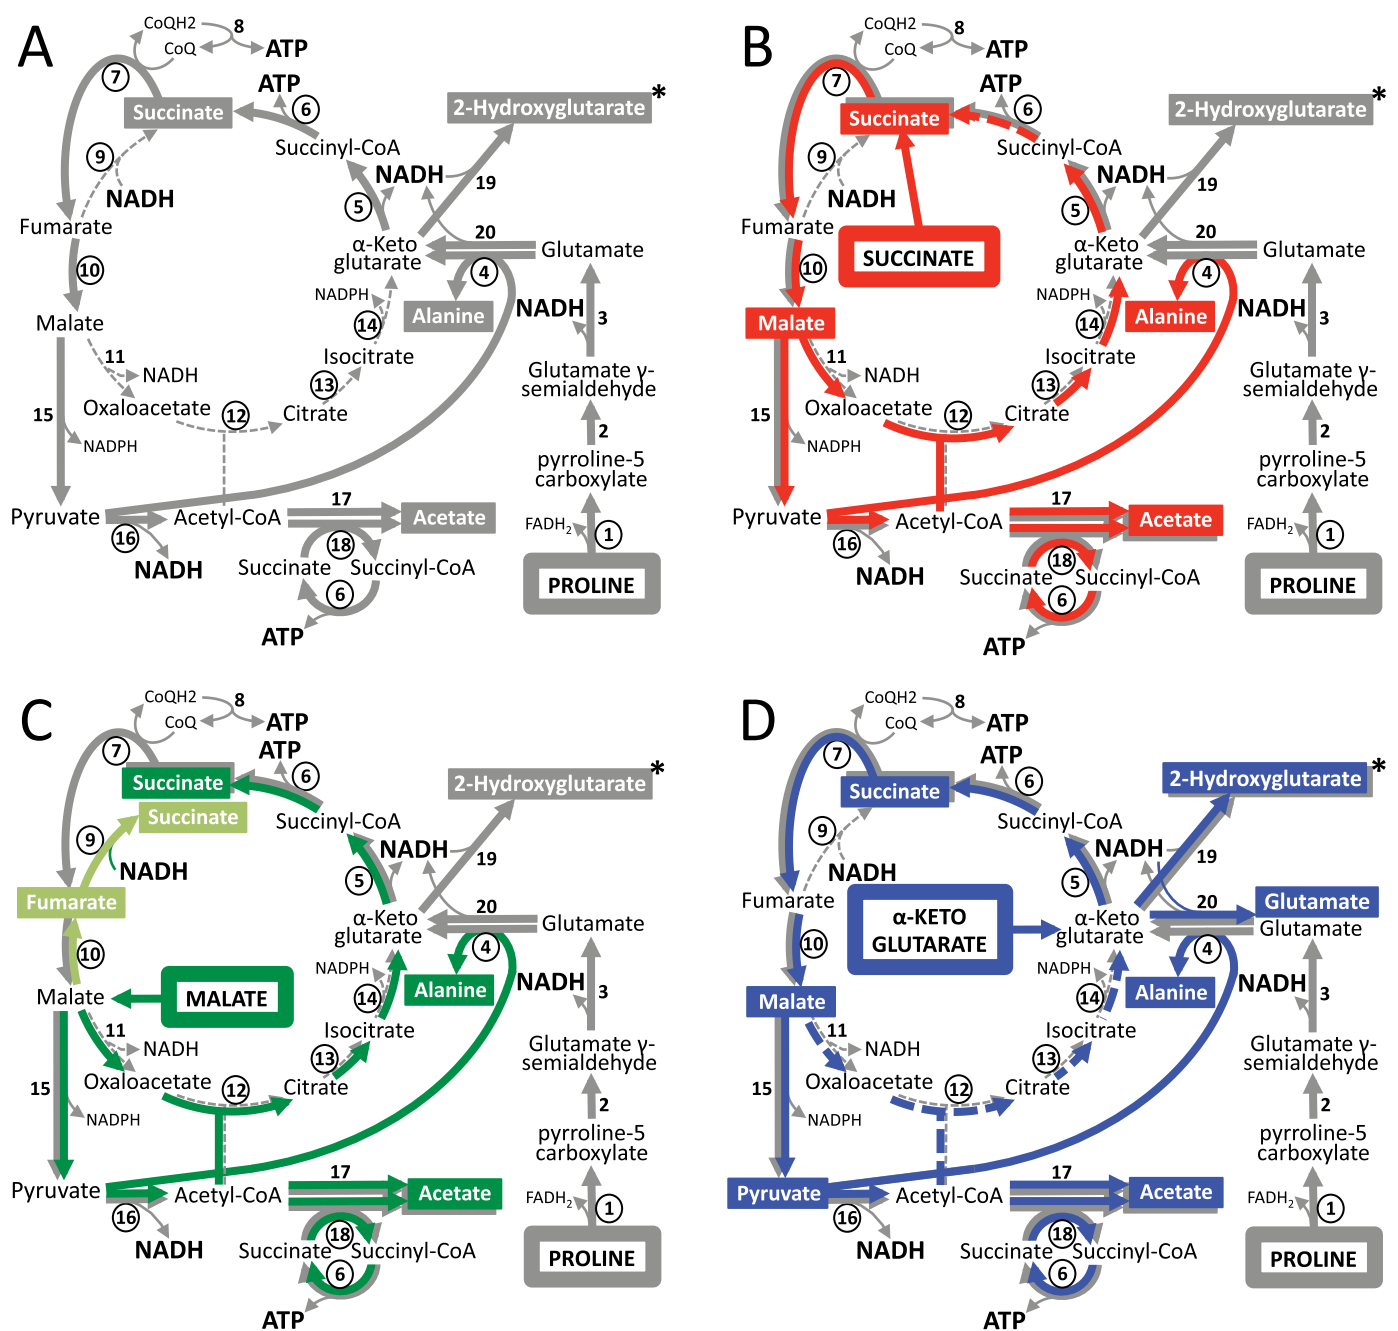 A
CoQH2
8
CoQ
ATP
7
ATP
6
Succinate
2-Hydroxyglutarate*
Succinyl-CoA
9
NADH
NADH
19
5
Fumarate
α-Keto
glutarate
20
Glutamate
10
4
NADPH
NADH
Malate
14
Alanine
3
11
NADH
Isocitrate
13
Glutamate γ-
semialdehyde
Oxaloacetate
12
Citrate
15
NADPH
2
pyrroline-5
carboxylate
Pyruvate
16
Acetyl-CoA
17
Acetate
FADH2
1
NADH
18
Succinate
Succinyl-CoA
6
PROLINE
ATP
B
CoQH2
8
CoQ
ATP
7
ATP
6
Succinate
2-Hydroxyglutarate*
Succinyl-CoA
9
NADH
NADH
19
5
Fumarate
SUCCINATE
α-Keto
glutarate
20
Glutamate
10
4
NADPH
NADH
Malate
14
Alanine
3
11
NADH
Isocitrate
13
Glutamate γ-
semialdehyde
Oxaloacetate
12
Citrate
15
NADPH
2
pyrroline-5
carboxylate
Pyruvate
16
Acetyl-CoA
17
Acetate
FADH2
1
NADH
18
Succinate
Succinyl-CoA
6
PROLINE
ATP
C
CoQH2
8
CoQ
ATP
7
ATP
6
Succinate
Succinate
2-Hydroxyglutarate*
Succinyl-CoA
9
NADH
NADH
19
5
Fumarate
α-Keto
glutarate
20
Glutamate
10
4
NADPH
NADH
Malate
MALATE
14
Alanine
3
11
NADH
Isocitrate
13
Glutamate γ-
semialdehyde
Oxaloacetate
12
Citrate
15
NADPH
2
pyrroline-5
carboxylate
Pyruvate
16
Acetyl-CoA
17
Acetate
FADH2
1
NADH
18
Succinate
Succinyl-CoA
6
PROLINE
ATP
D
CoQH2
8
CoQ
ATP
7
ATP
6
Succinate
2-Hydroxyglutarate*
Succinyl-CoA
9
NADH
NADH
19
5
Fumarate
α-KETO
GLUTARATE
α-Keto
glutarate
20
Glutamate
Glutamate
10
4
NADPH
NADH
Malate
14
Alanine
3
11
NADH
Isocitrate
13
Glutamate γ-
semialdehyde
Oxaloacetate
12
Citrate
15
NADPH
2
pyrroline-5
carboxylate
Pyruvate
16
Acetyl-CoA
17
Acetate
FADH2
1
NADH
18
Succinate
Succinyl-CoA
6
PROLINE
ATP